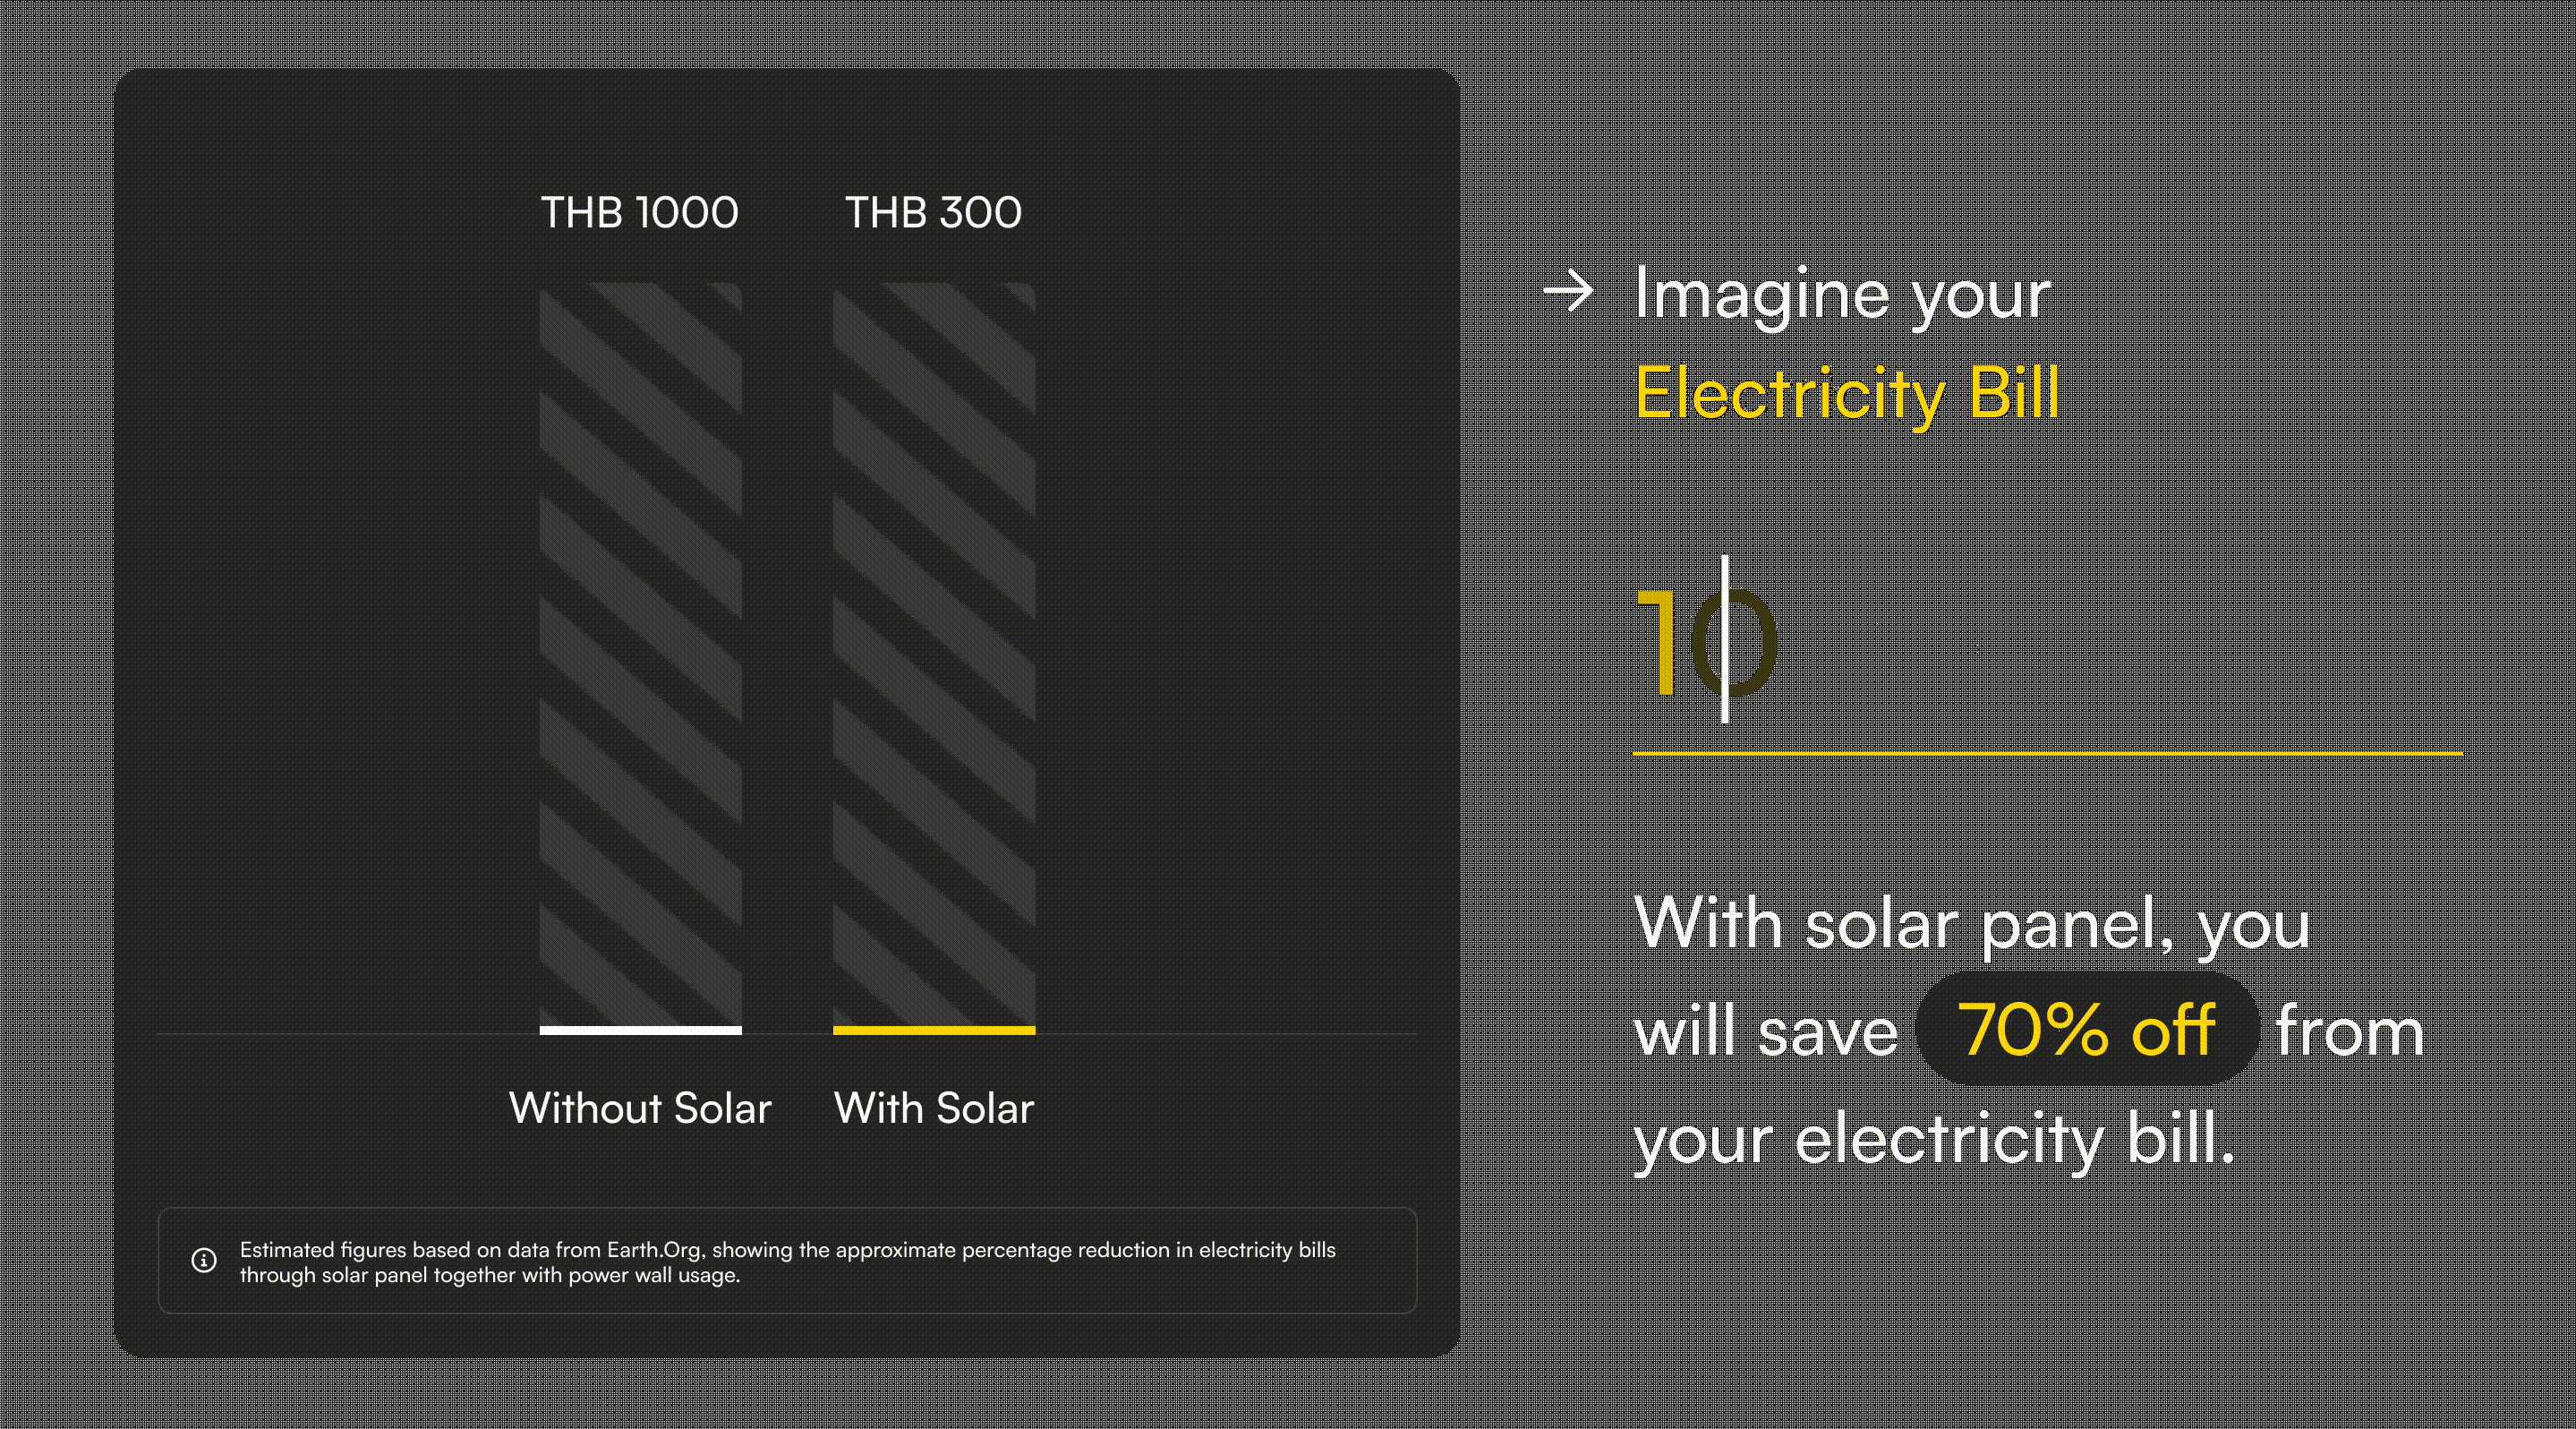 THB 1000
THB 300
Without Solar
With Solar
Estimated figures based on data from Earth.Org, showing the approximate percentage reduction in electricity bills
through solar panel together with power wall usage.
Imagine your
Electricity Bill
10
With solar panel, you
will save 70% off from
your electricity bill.